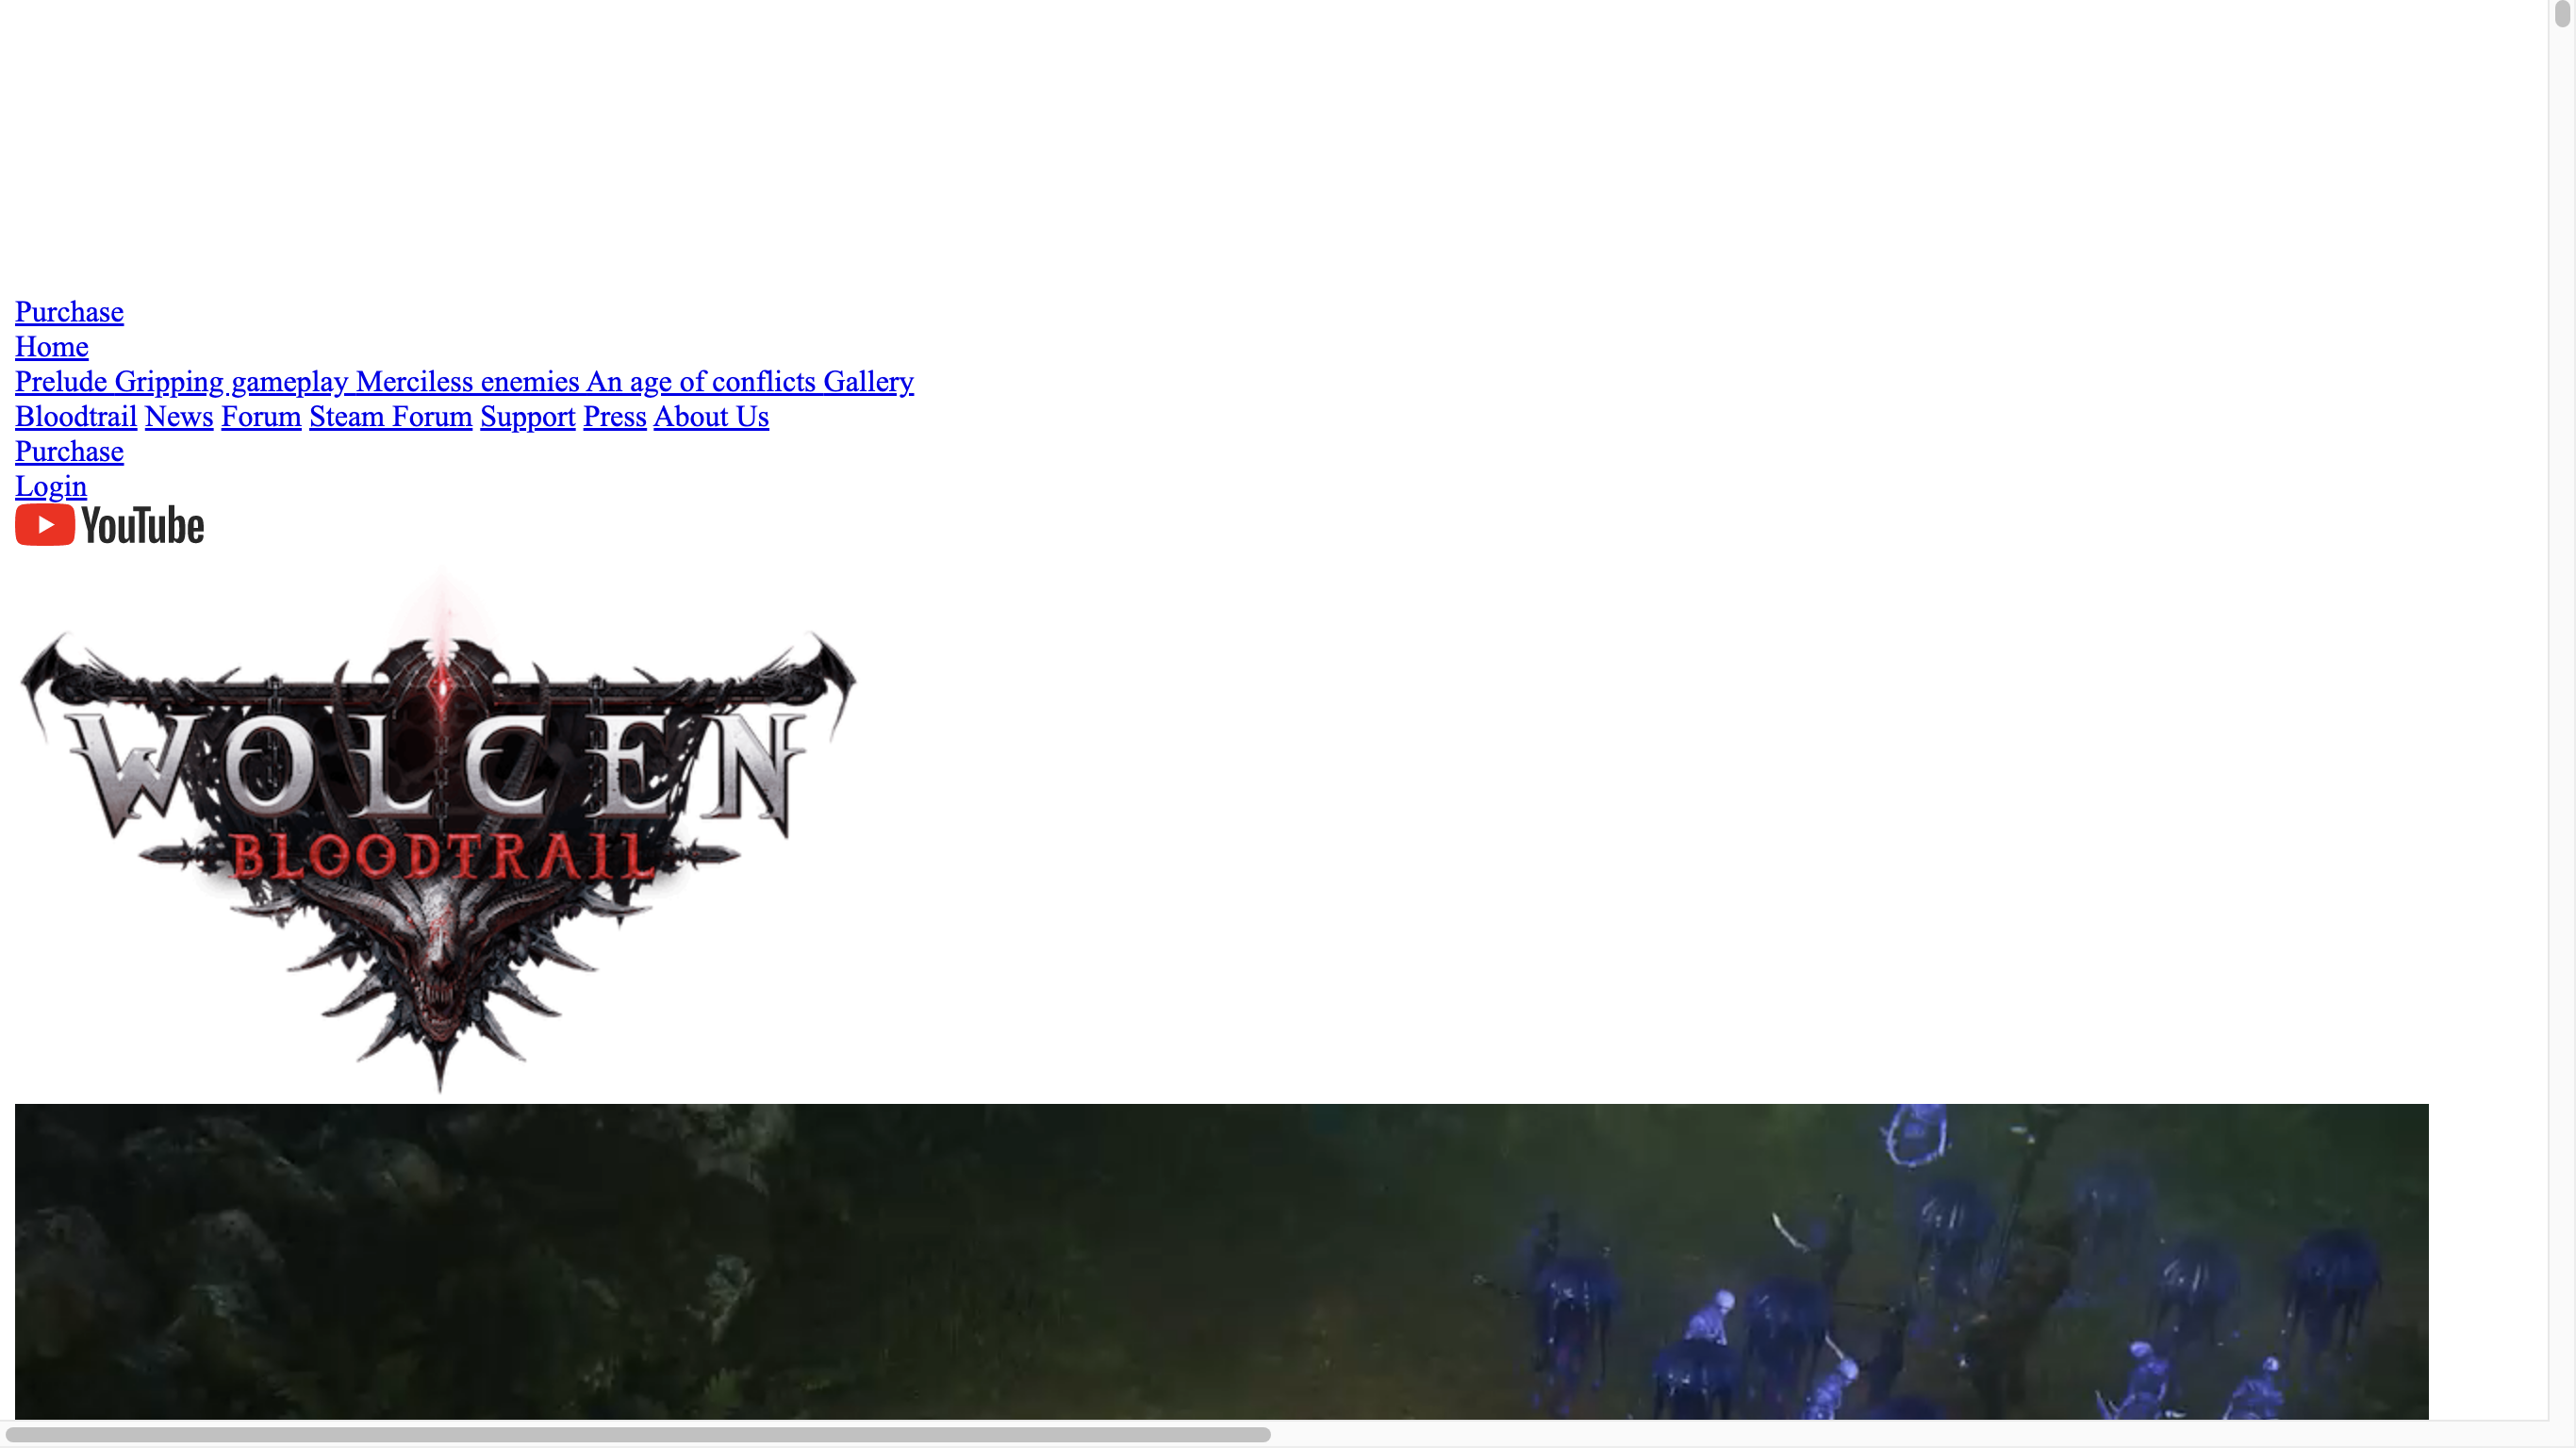 Purchase
Home
Prelude Gripping gameplay Merciless enemies An age of conflicts Gallery
Bloodtrail News Forum Steam Forum Support Press About Us
Purchase
Login
YouTube
WOLCEN
BLOODTRAIL